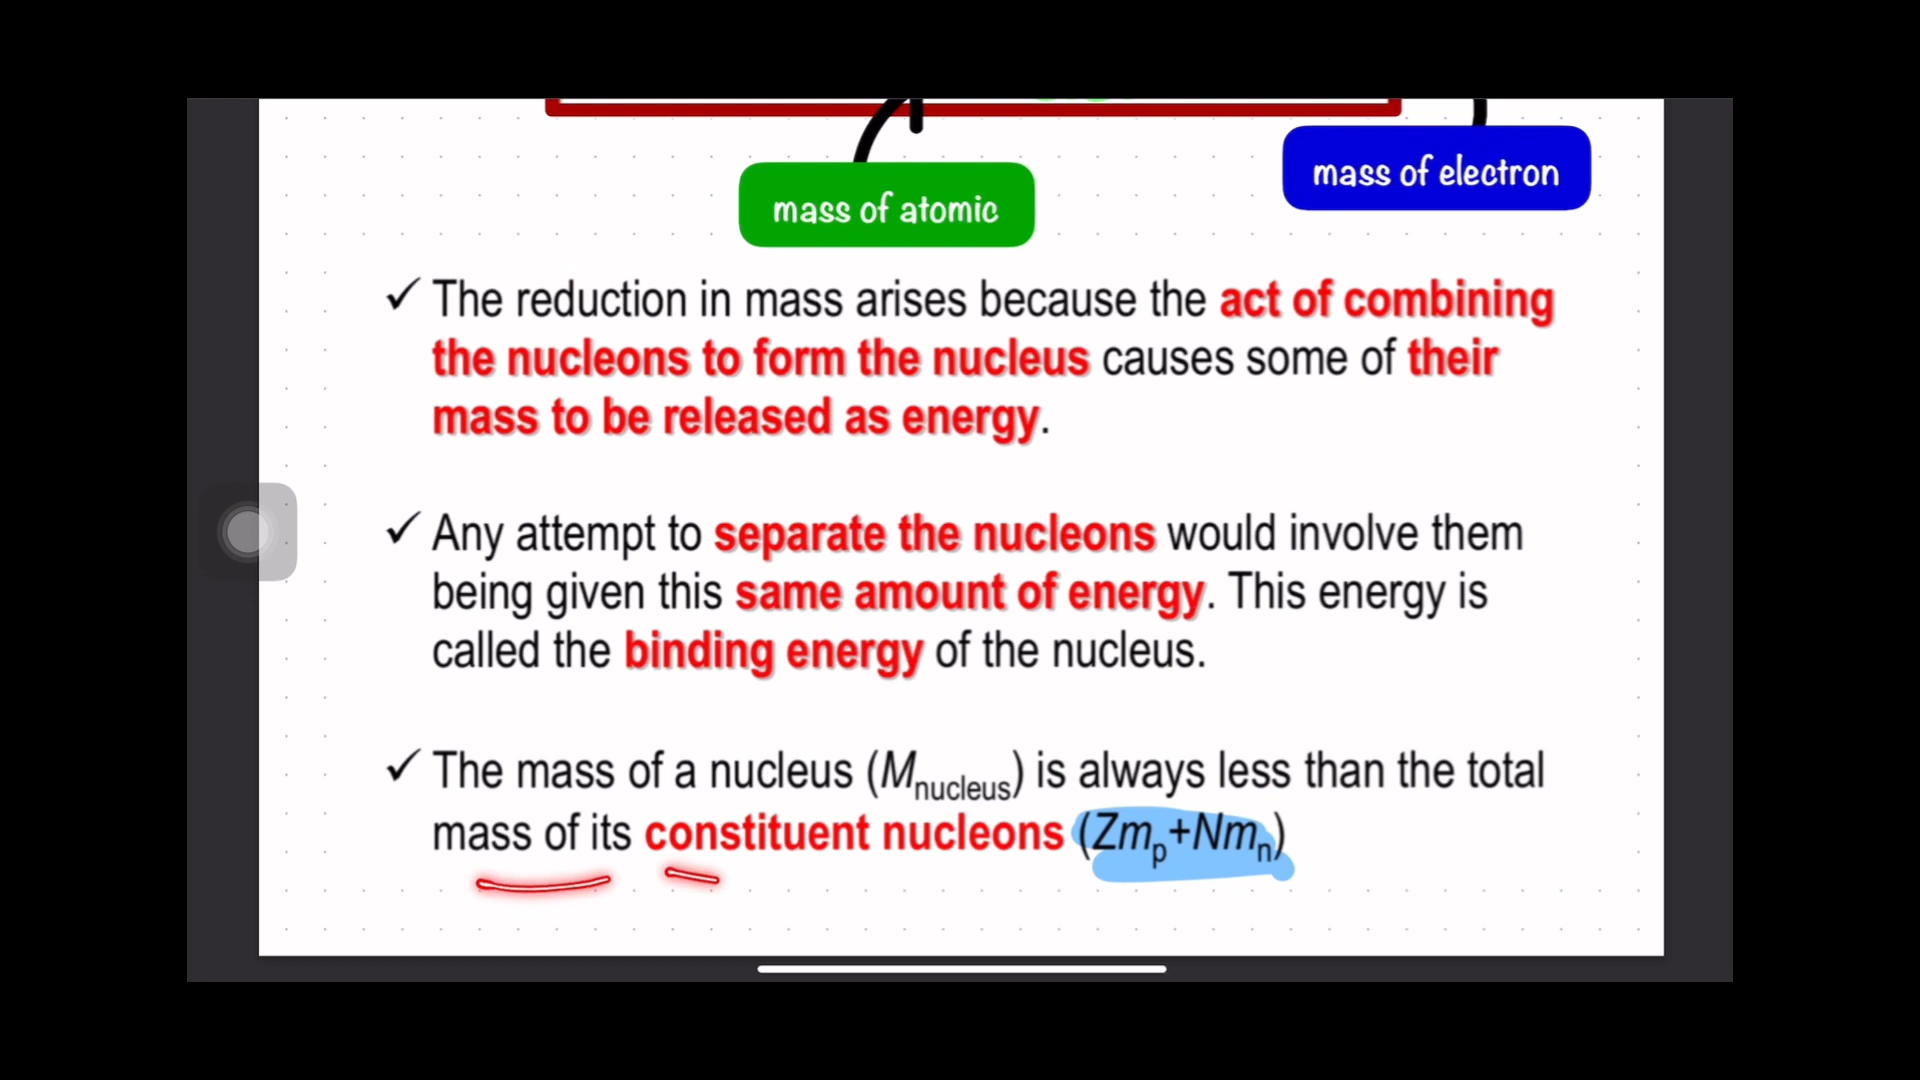 mass of electron
mass of atomic
✓ The reduction in mass arises because the act of combining
the nucleons to form the nucleus causes some of their
mass to be released as energy.
✓ Any attempt to separate the nucleons would involve them
being given this same amount of energy. This energy is
called the binding energy of the nucleus.
✓ The mass of a nucleus (Mnucleus) is always less than the total
mass of its constituent nucleons (Zmp+Nmn)